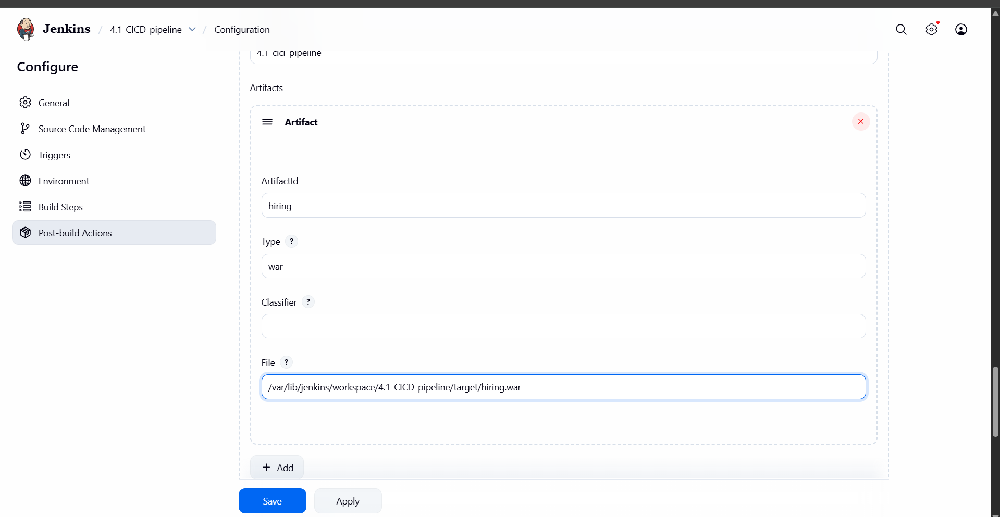 Jenkins / 4.1_CICD_pipeline / Configuration
Configure
General
Source Code Management
Triggers
Environment
Build Steps
Post-build Actions
4.1_cicl_pipeline
Artifacts
Artifact
ArtifactId
hiring
Type ?
war
Classifier ?
File ?
/var/lib/jenkins/workspace/4.1_CICD_pipeline/target/hiring.war
+ Add
Save
Apply